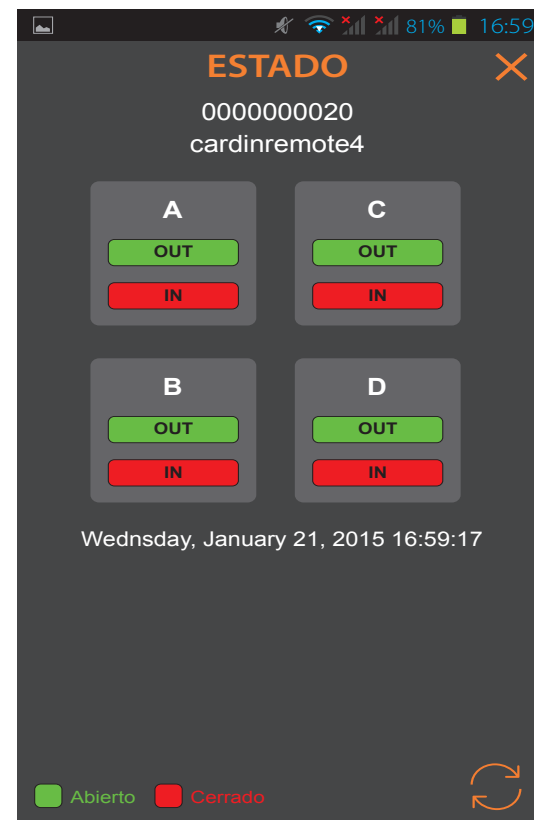 81% 16:59
ESTADO
0000000020
cardinremote4
A
OUT
IN
C
OUT
IN
B
OUT
IN
D
OUT
IN
Wednsday, January 21, 2015 16:59:17
Abierto Cerrado